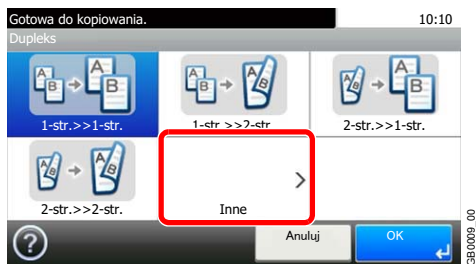 Gotowa do kopiowania. 10:10
Dupleks
A B A B
A B A B
A B A B
1-str.>>1-str. 1-str.>>2-str. 2-str.>>1-str.
A B A B
2-str.>>2-str. Inne
? Anuluj OK
GB0009_00